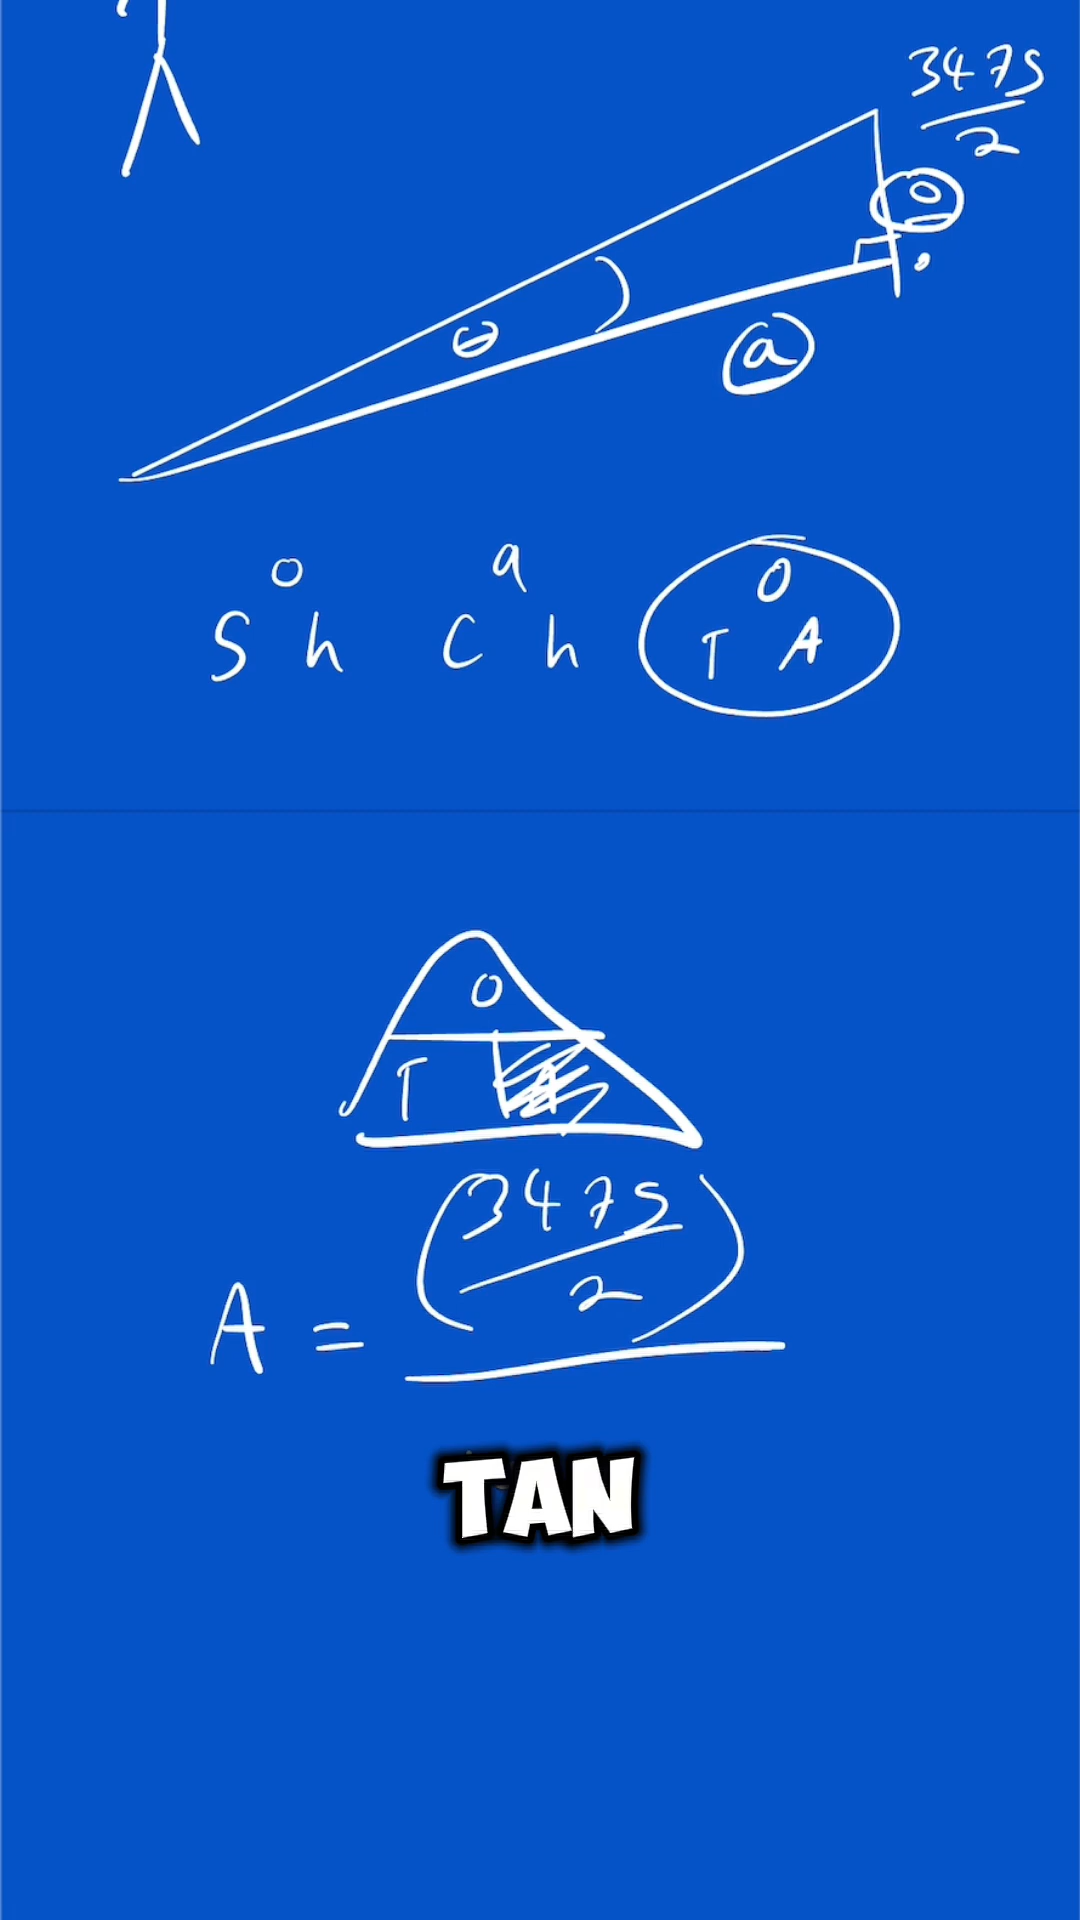 3475
2
O
θ
a
o a O
S h C h T A
O
T A
(3475
2)
A =
TAN